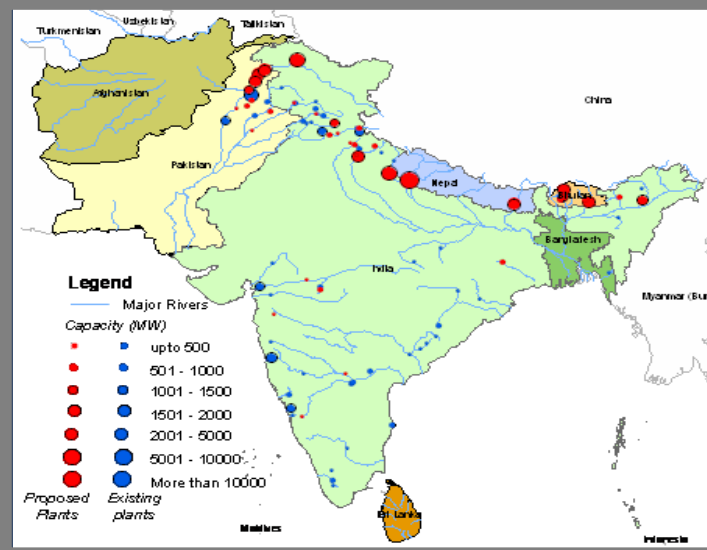 Uzbekistan
Tajikistan
Turkmenistan
Afghanistan
China
Pakistan
Nepal
Bhutan
Bangladesh
India
Myanmar (Bur
Legend
Major Rivers
Capacity (MW)
upto 500
501 - 1000
1001 - 1500
1501 - 2000
2001 - 5000
5001 - 10000
More than 10000
Proposed Existing
Plants plants
Sri Lanka
Maldives
Indonesia